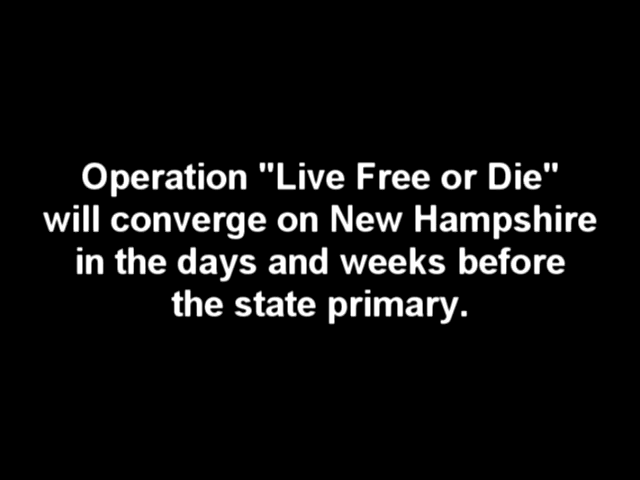 Operation "Live Free or Die"
will converge on New Hampshire
in the days and weeks before
the state primary.